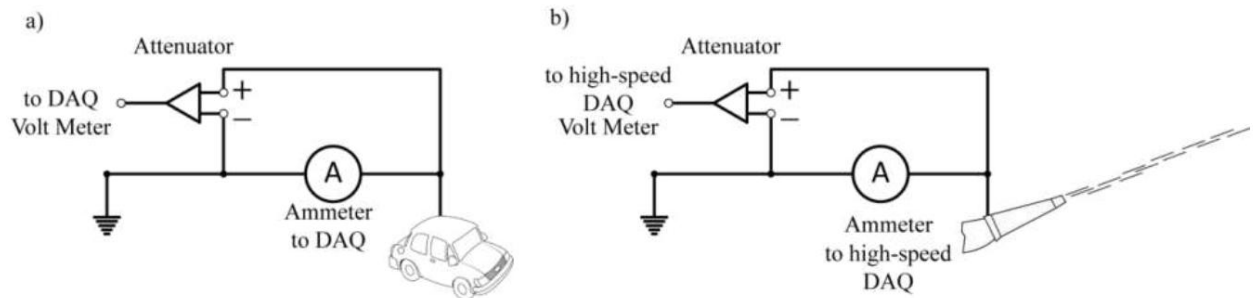 a)
Attenuator
to DAQ
Volt Meter
+
−
A
Ammeter
to DAQ
b)
Attenuator
to high-speed
DAQ
Volt Meter
+
−
A
Ammeter
to high-speed
DAQ